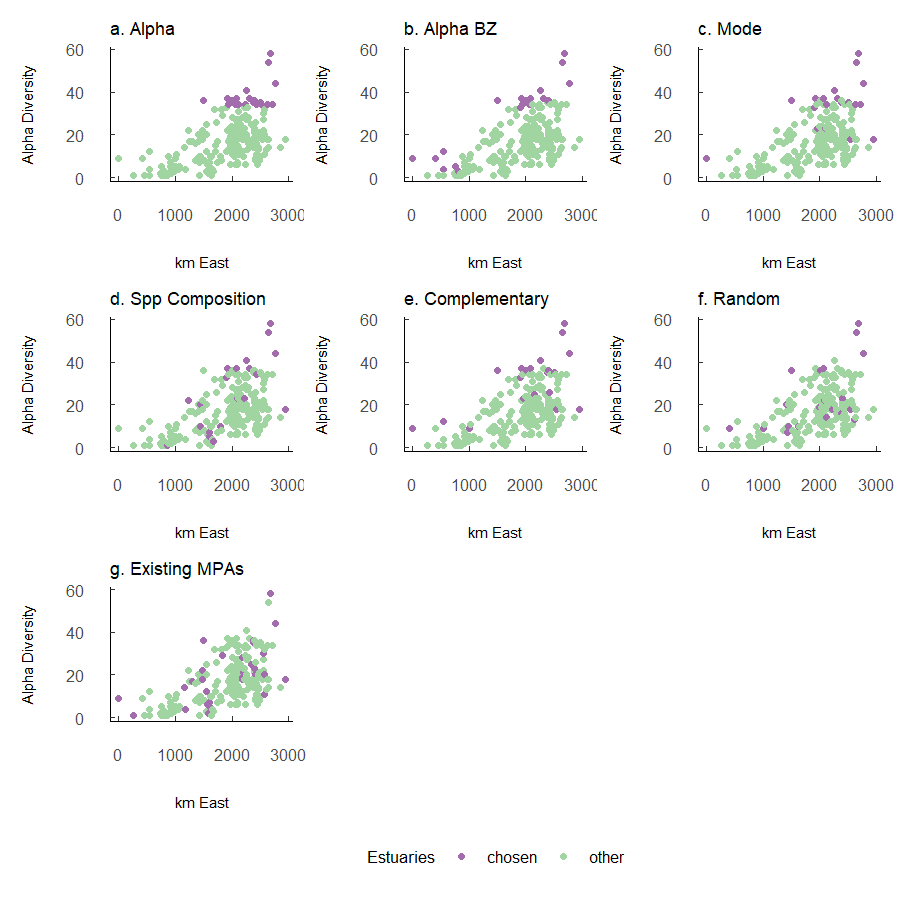 a. Alpha
b. Alpha BZ
c. Mode
60
40
20
0
Alpha Diversity
0 1000 2000 3000
km East
60
40
20
0
Alpha Diversity
0 1000 2000 3000
km East
60
40
20
0
Alpha Diversity
0 1000 2000 3000
km East
d. Spp Composition
e. Complementary
f. Random
60
40
20
0
Alpha Diversity
0 1000 2000 3000
km East
60
40
20
0
Alpha Diversity
0 1000 2000 3000
km East
60
40
20
0
Alpha Diversity
0 1000 2000 3000
km East
g. Existing MPAs
60
40
20
0
Alpha Diversity
0 1000 2000 3000
km East
Estuaries chosen other